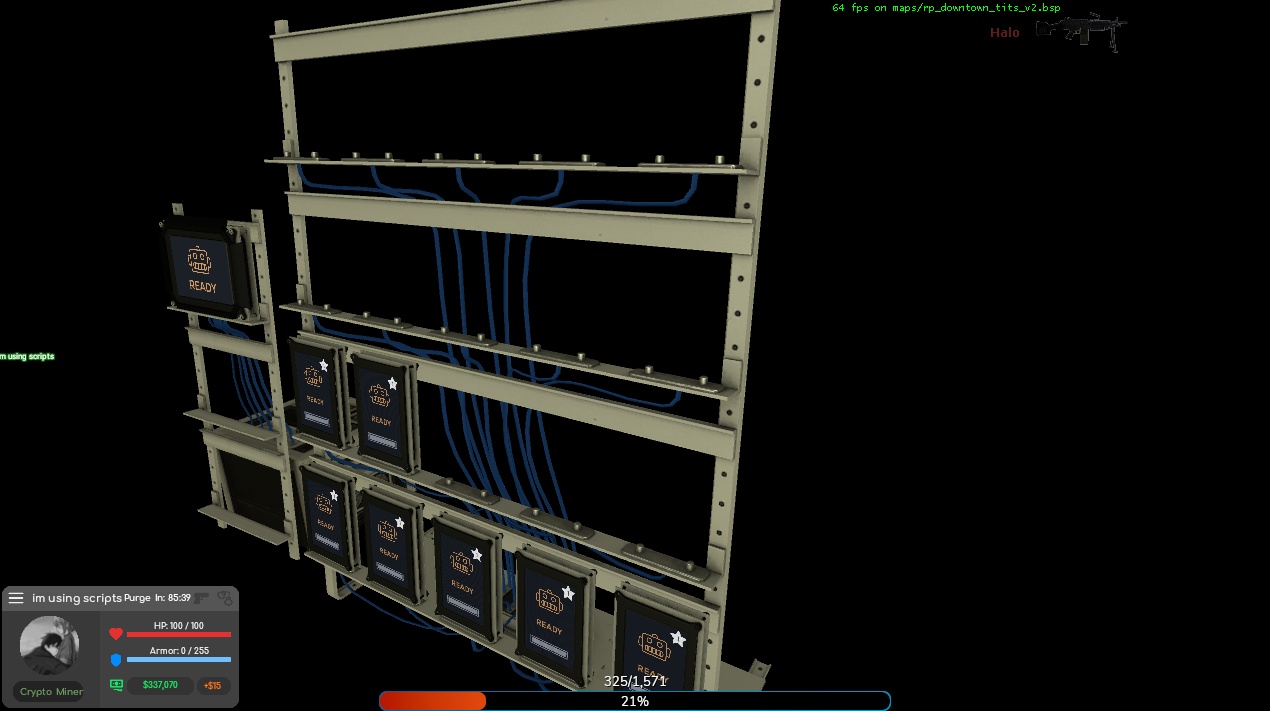 64 fps on maps/rp_downtown_tits_v2.bsp
Halo
READY
m using scripts
READY
READY
READY
READY
READY
READY
READY
im using scripts Purge In: 85:39
HP: 100 / 100
Armor: 0 / 255
Crypto Miner
$337,070
+$15
325/1,571
21%